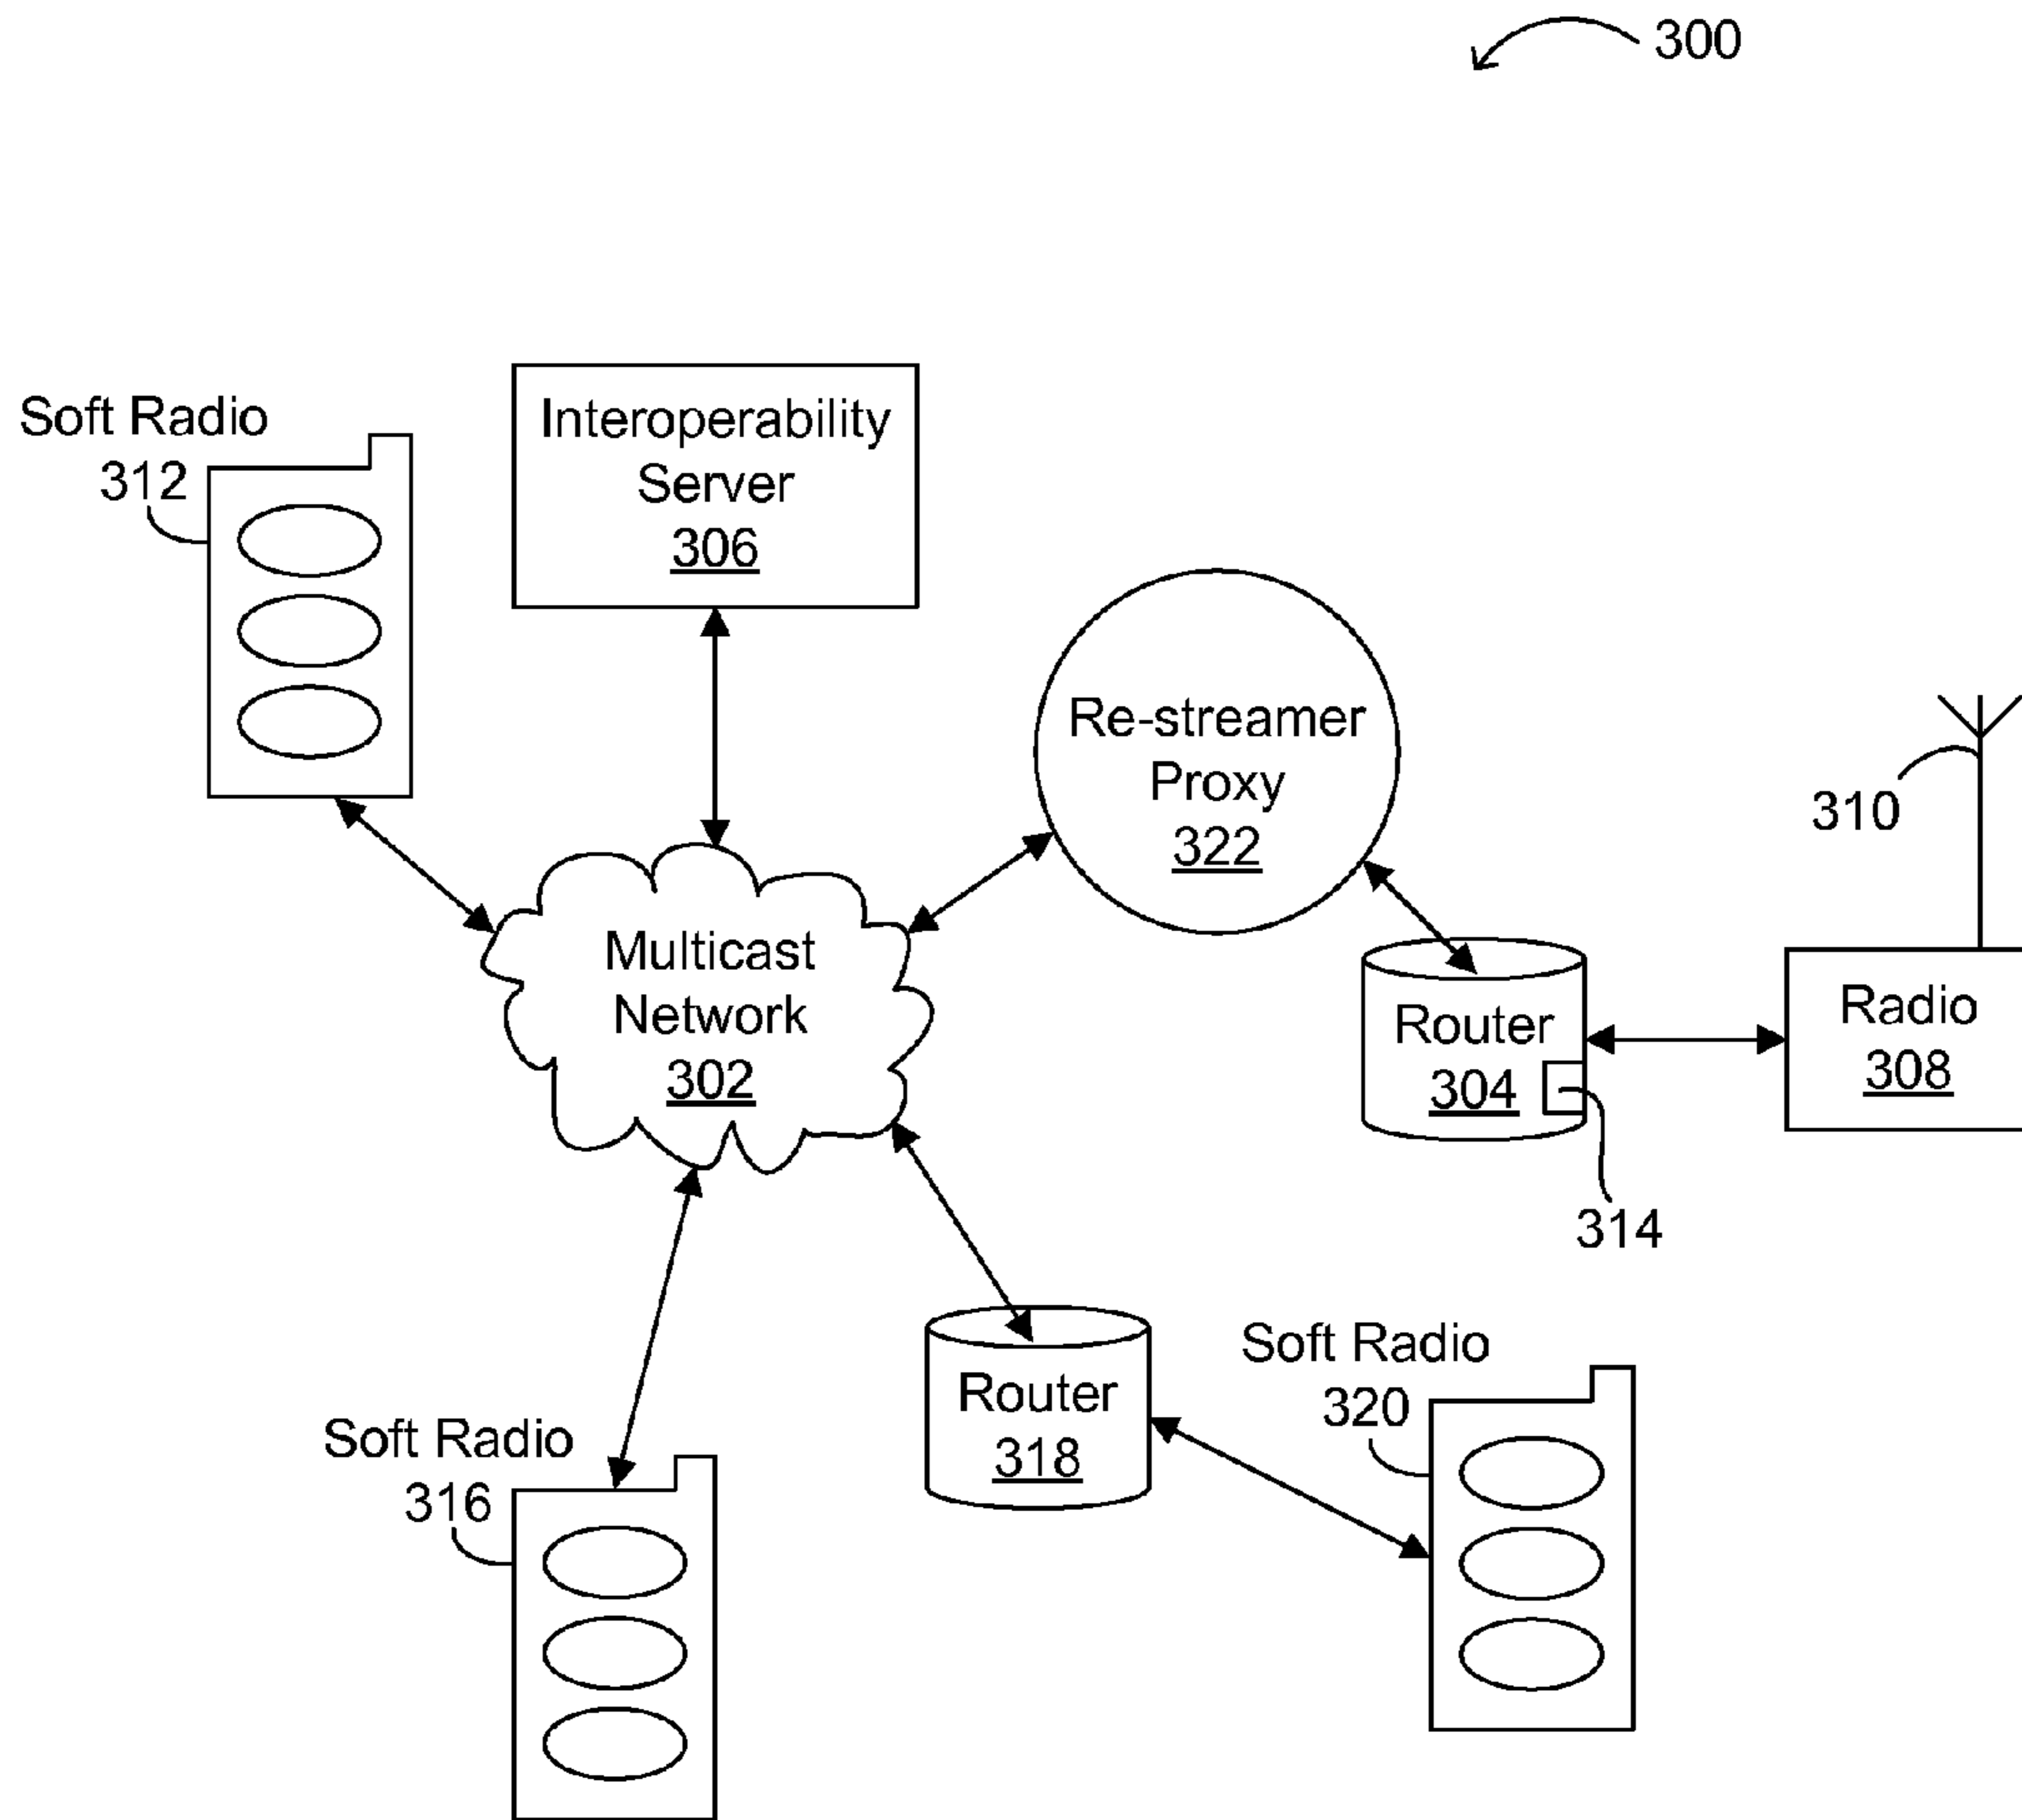 300
Soft Radio
312
Interoperability
Server
306
Re-streamer
Proxy
322
310
Multicast
Network
302
Router
304
Radio
308
314
Router
318
Soft Radio
320
Soft Radio
316